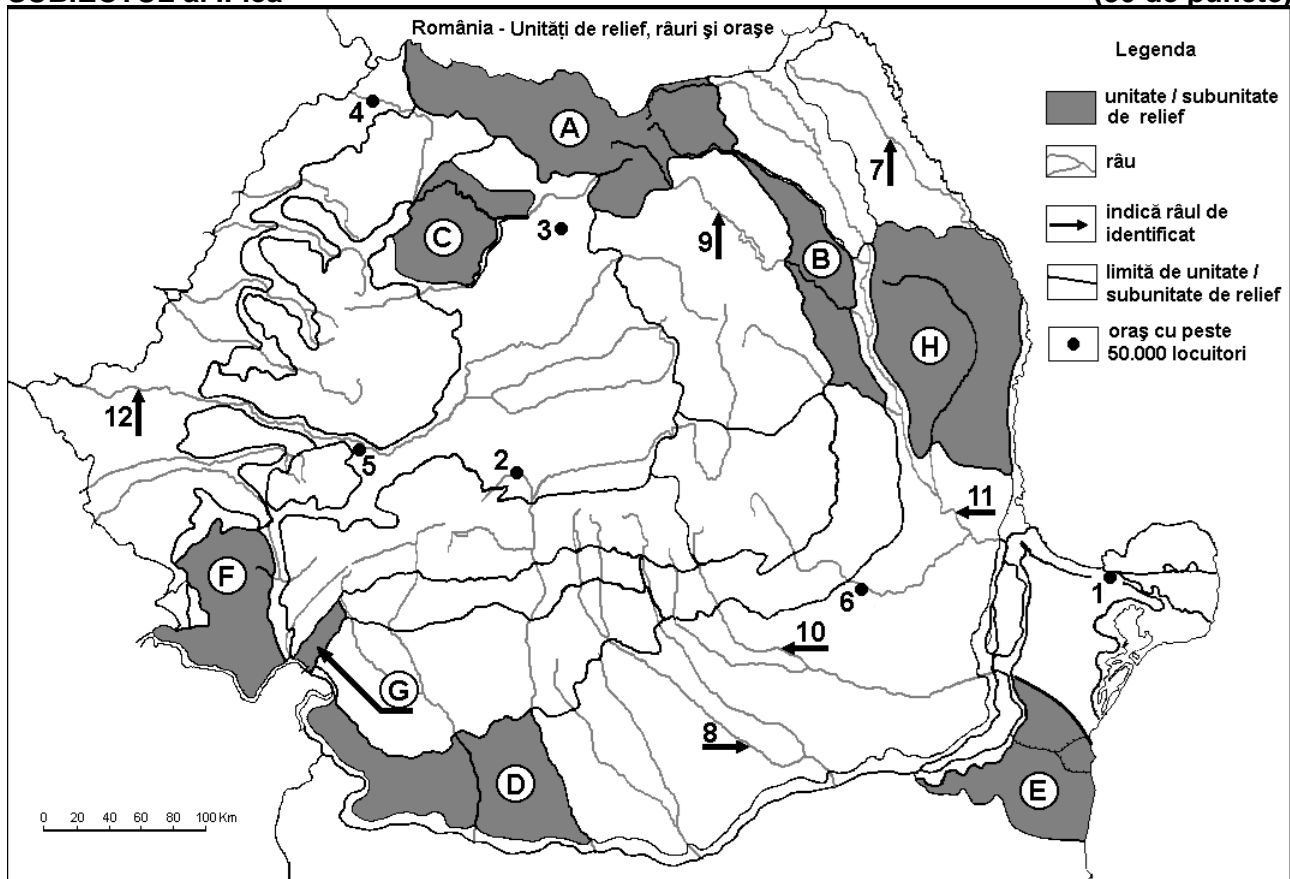 SUBIECTUL al II-lea (30 de puncte)
România - Unităţi de relief, râuri şi oraşe
Legenda
unitate / subunitate
de relief
râu
indică râul de
identificat
limită de unitate /
subunitate de relief
oraş cu peste
50.000 locuitori
4
A
7
C
3
9
B
H
12
5
2
11
F
6
1
10
G
8
D
E
0 20 40 60 80 100 Km